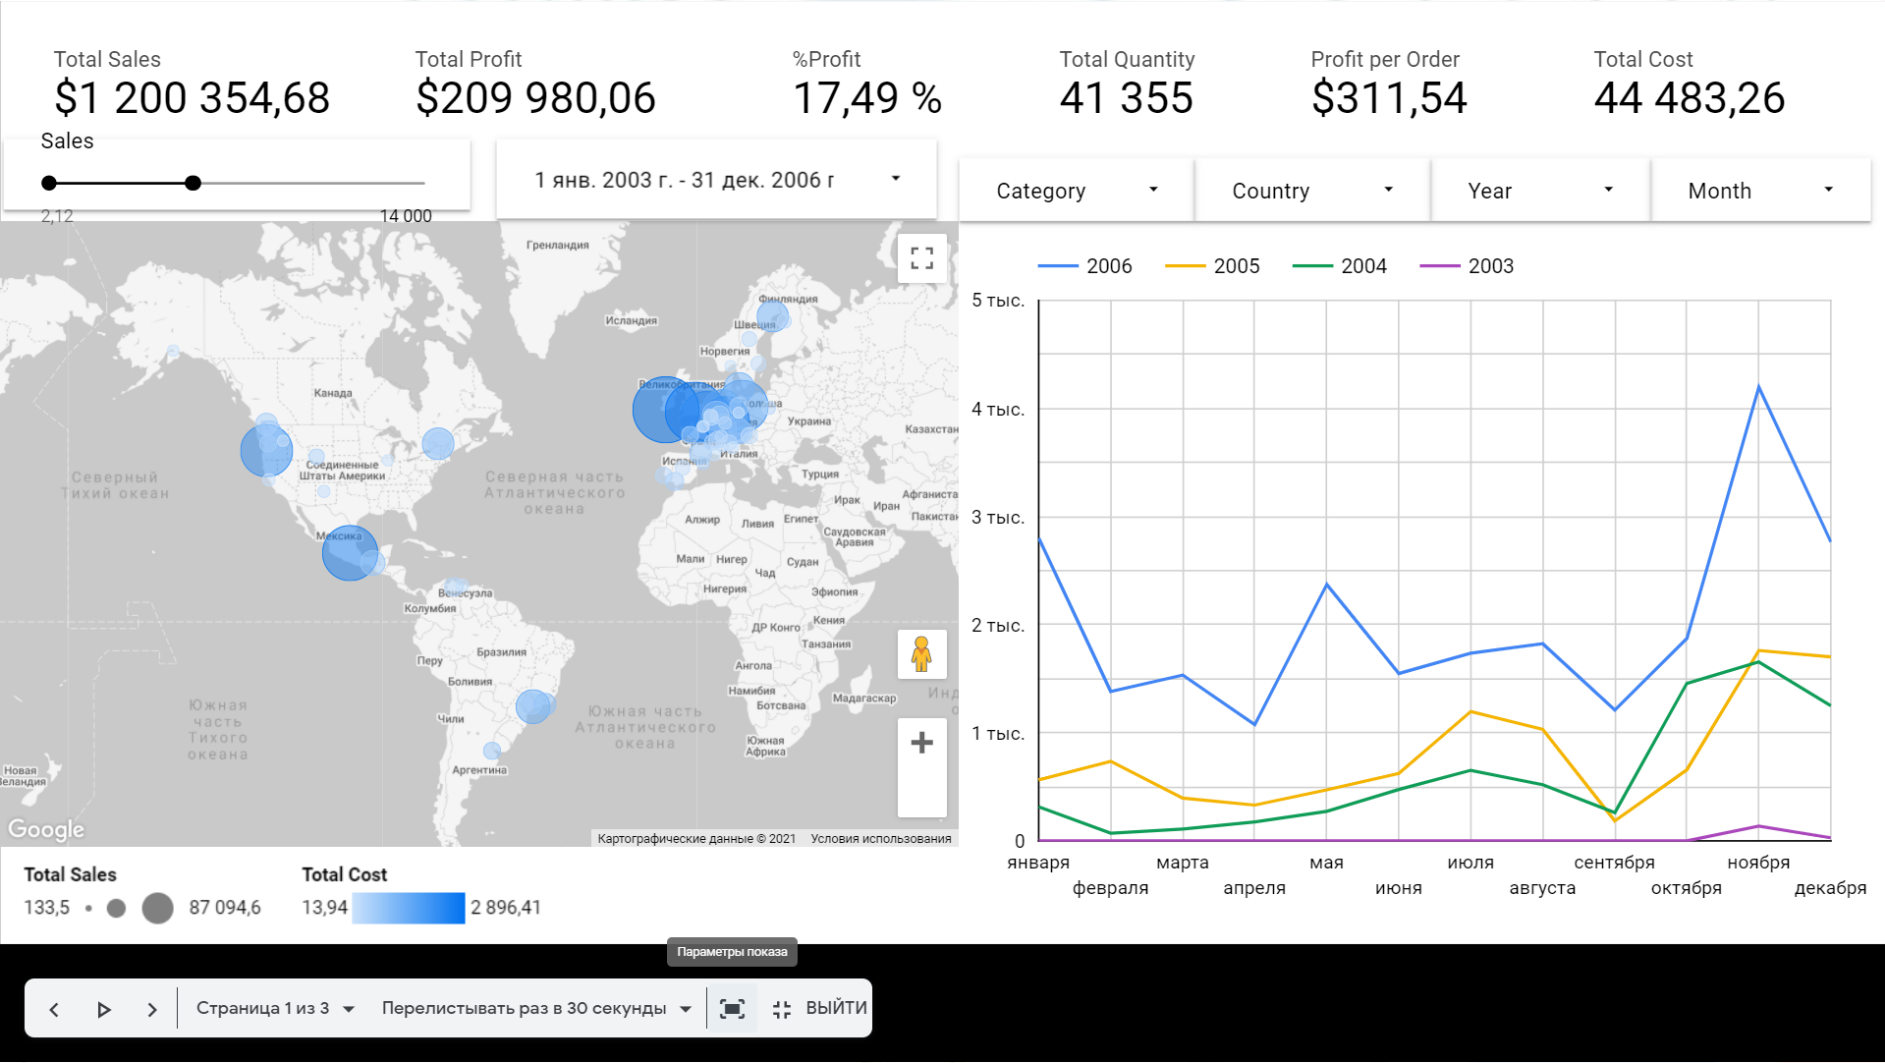 Total Sales
$1 200 354,68
Total Profit
$209 980,06
%Profit
17,49 %
Total Quantity
41 355
Profit per Order
$311,54
Total Cost
44 483,26
Sales
2,12
14 000
1 янв. 2003 г. - 31 дек. 2006 г
Category
Country
Year
Month
Гренландия
Исландия
Финляндия
Швеция
Норвегия
Великобритания
Украина
Казахстан
Италия
Испания
Турция
Афганиста
Ирак
Иран
Пакистан
Канада
Соединенные
Штаты Америки
Северный
Тихий океан
Северная часть
Атлантического
океана
Мексика
Алжир
Ливия
Египет
Саудовская
Аравия
Мали
Нигер
Чад
Судан
Нигерия
Эфиопия
Венесуэла
Колумбия
ДР Конго
Кения
Танзания
Перу
Бразилия
Ангола
Боливия
Намибия
Ботсвана
Мадагаскар
Инд
Чили
Южная часть
Тихого
океана
Южная часть
Атлантического
океана
Южная
Африка
Аргентина
Новая
Зеландия
Google
Картографические данные © 2021
Условия использования
2006
2005
2004
2003
5 тыс.
4 тыс.
3 тыс.
2 тыс.
1 тыс.
0
января
февраля
марта
апреля
мая
июня
июля
августа
сентября
октября
ноября
декабря
Total Sales
133,5
87 094,6
Total Cost
13,94
2 896,41
Параметры показа
Страница 1 из 3
Перелистывать раз в 30 секунды
ВЫЙТИ